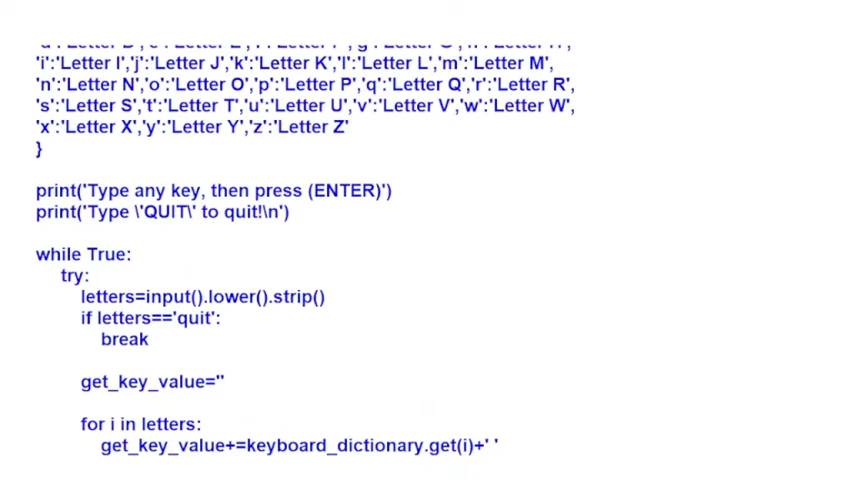 'i':'Letter I','j':'Letter J','k':'Letter K','l':'Letter L','m':'Letter M',
'n':'Letter N','o':'Letter O','p':'Letter P','q':'Letter Q','r':'Letter R',
's':'Letter S','t':'Letter T','u':'Letter U','v':'Letter V','w':'Letter W',
'x':'Letter X','y':'Letter Y','z':'Letter Z'
}
print('Type any key, then press (ENTER)')
print('Type \'QUIT\' to quit!\n')
while True:
try:
letters=input().lower().strip()
if letters=='quit':
break
get_key_value=''
for i in letters:
get_key_value+=keyboard_dictionary.get(i)+' '